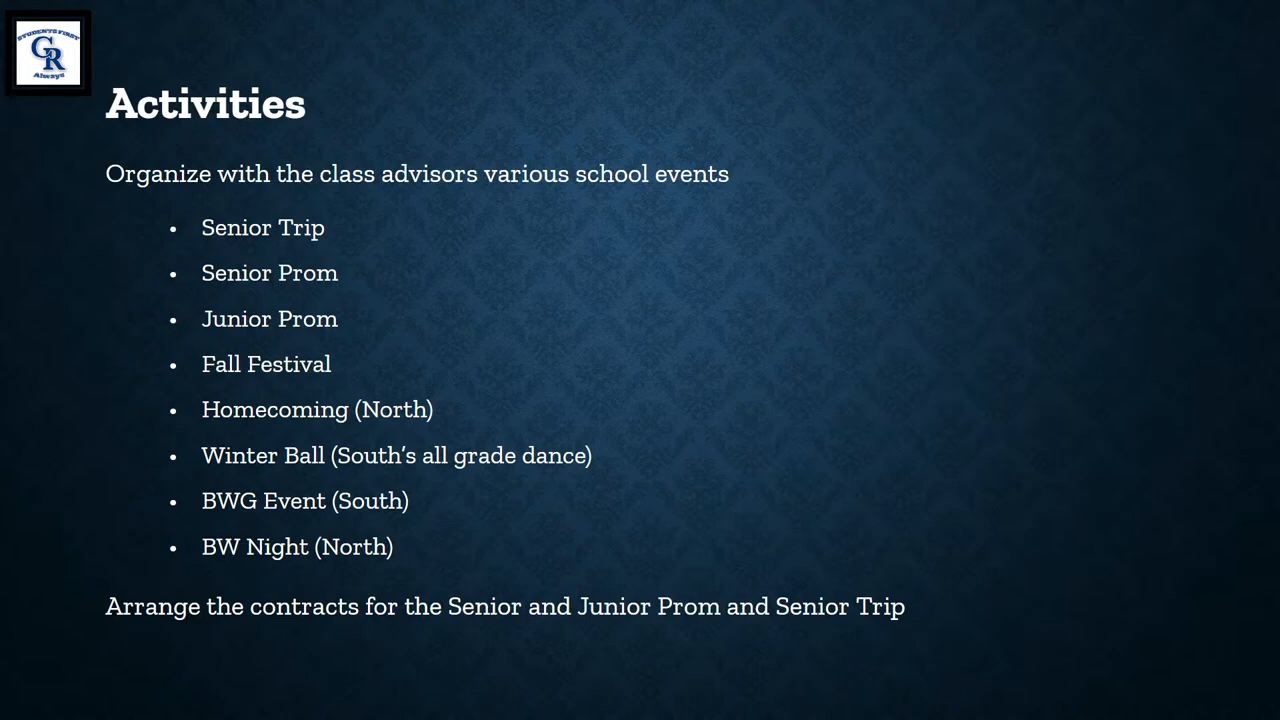 STUDENTS FIRST
GR
Always
Activities
Organize with the class advisors various school events
• Senior Trip
• Senior Prom
• Junior Prom
• Fall Festival
• Homecoming (North)
• Winter Ball (South’s all grade dance)
• BWG Event (South)
• BW Night (North)
Arrange the contracts for the Senior and Junior Prom and Senior Trip